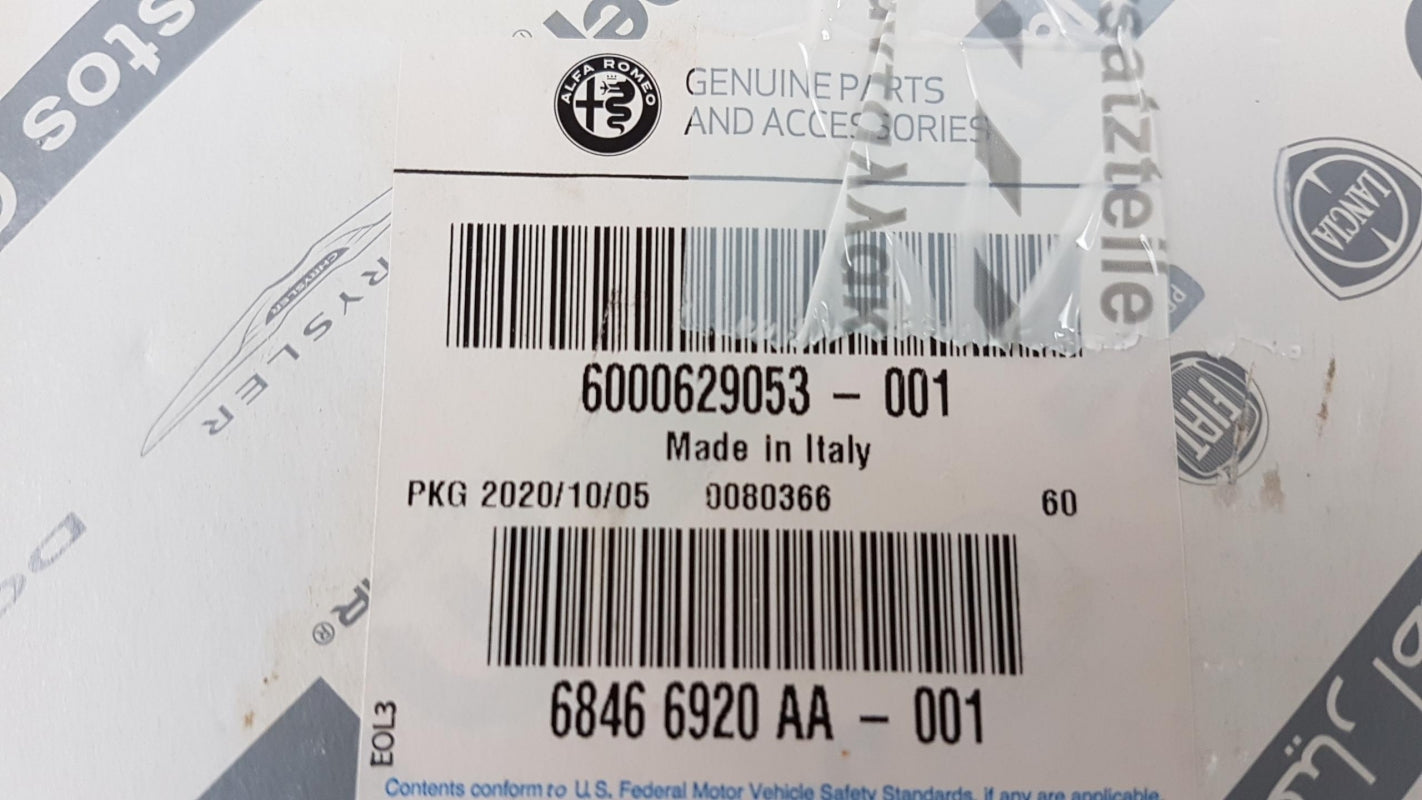 stos
ALFA ROMEO
GENUINE PARTS
AND ACCESSORIES
satzteile
LANCIA
CHRYSLER
RYSLER
FIAT
6000629053 – 001
Made in Italy
PKG 2020/10/05 0080366 60
6846 6920 AA – 001
EOL3
Contents conform to U.S. Federal Motor Vehicle Safety Standards, if any are applicable.